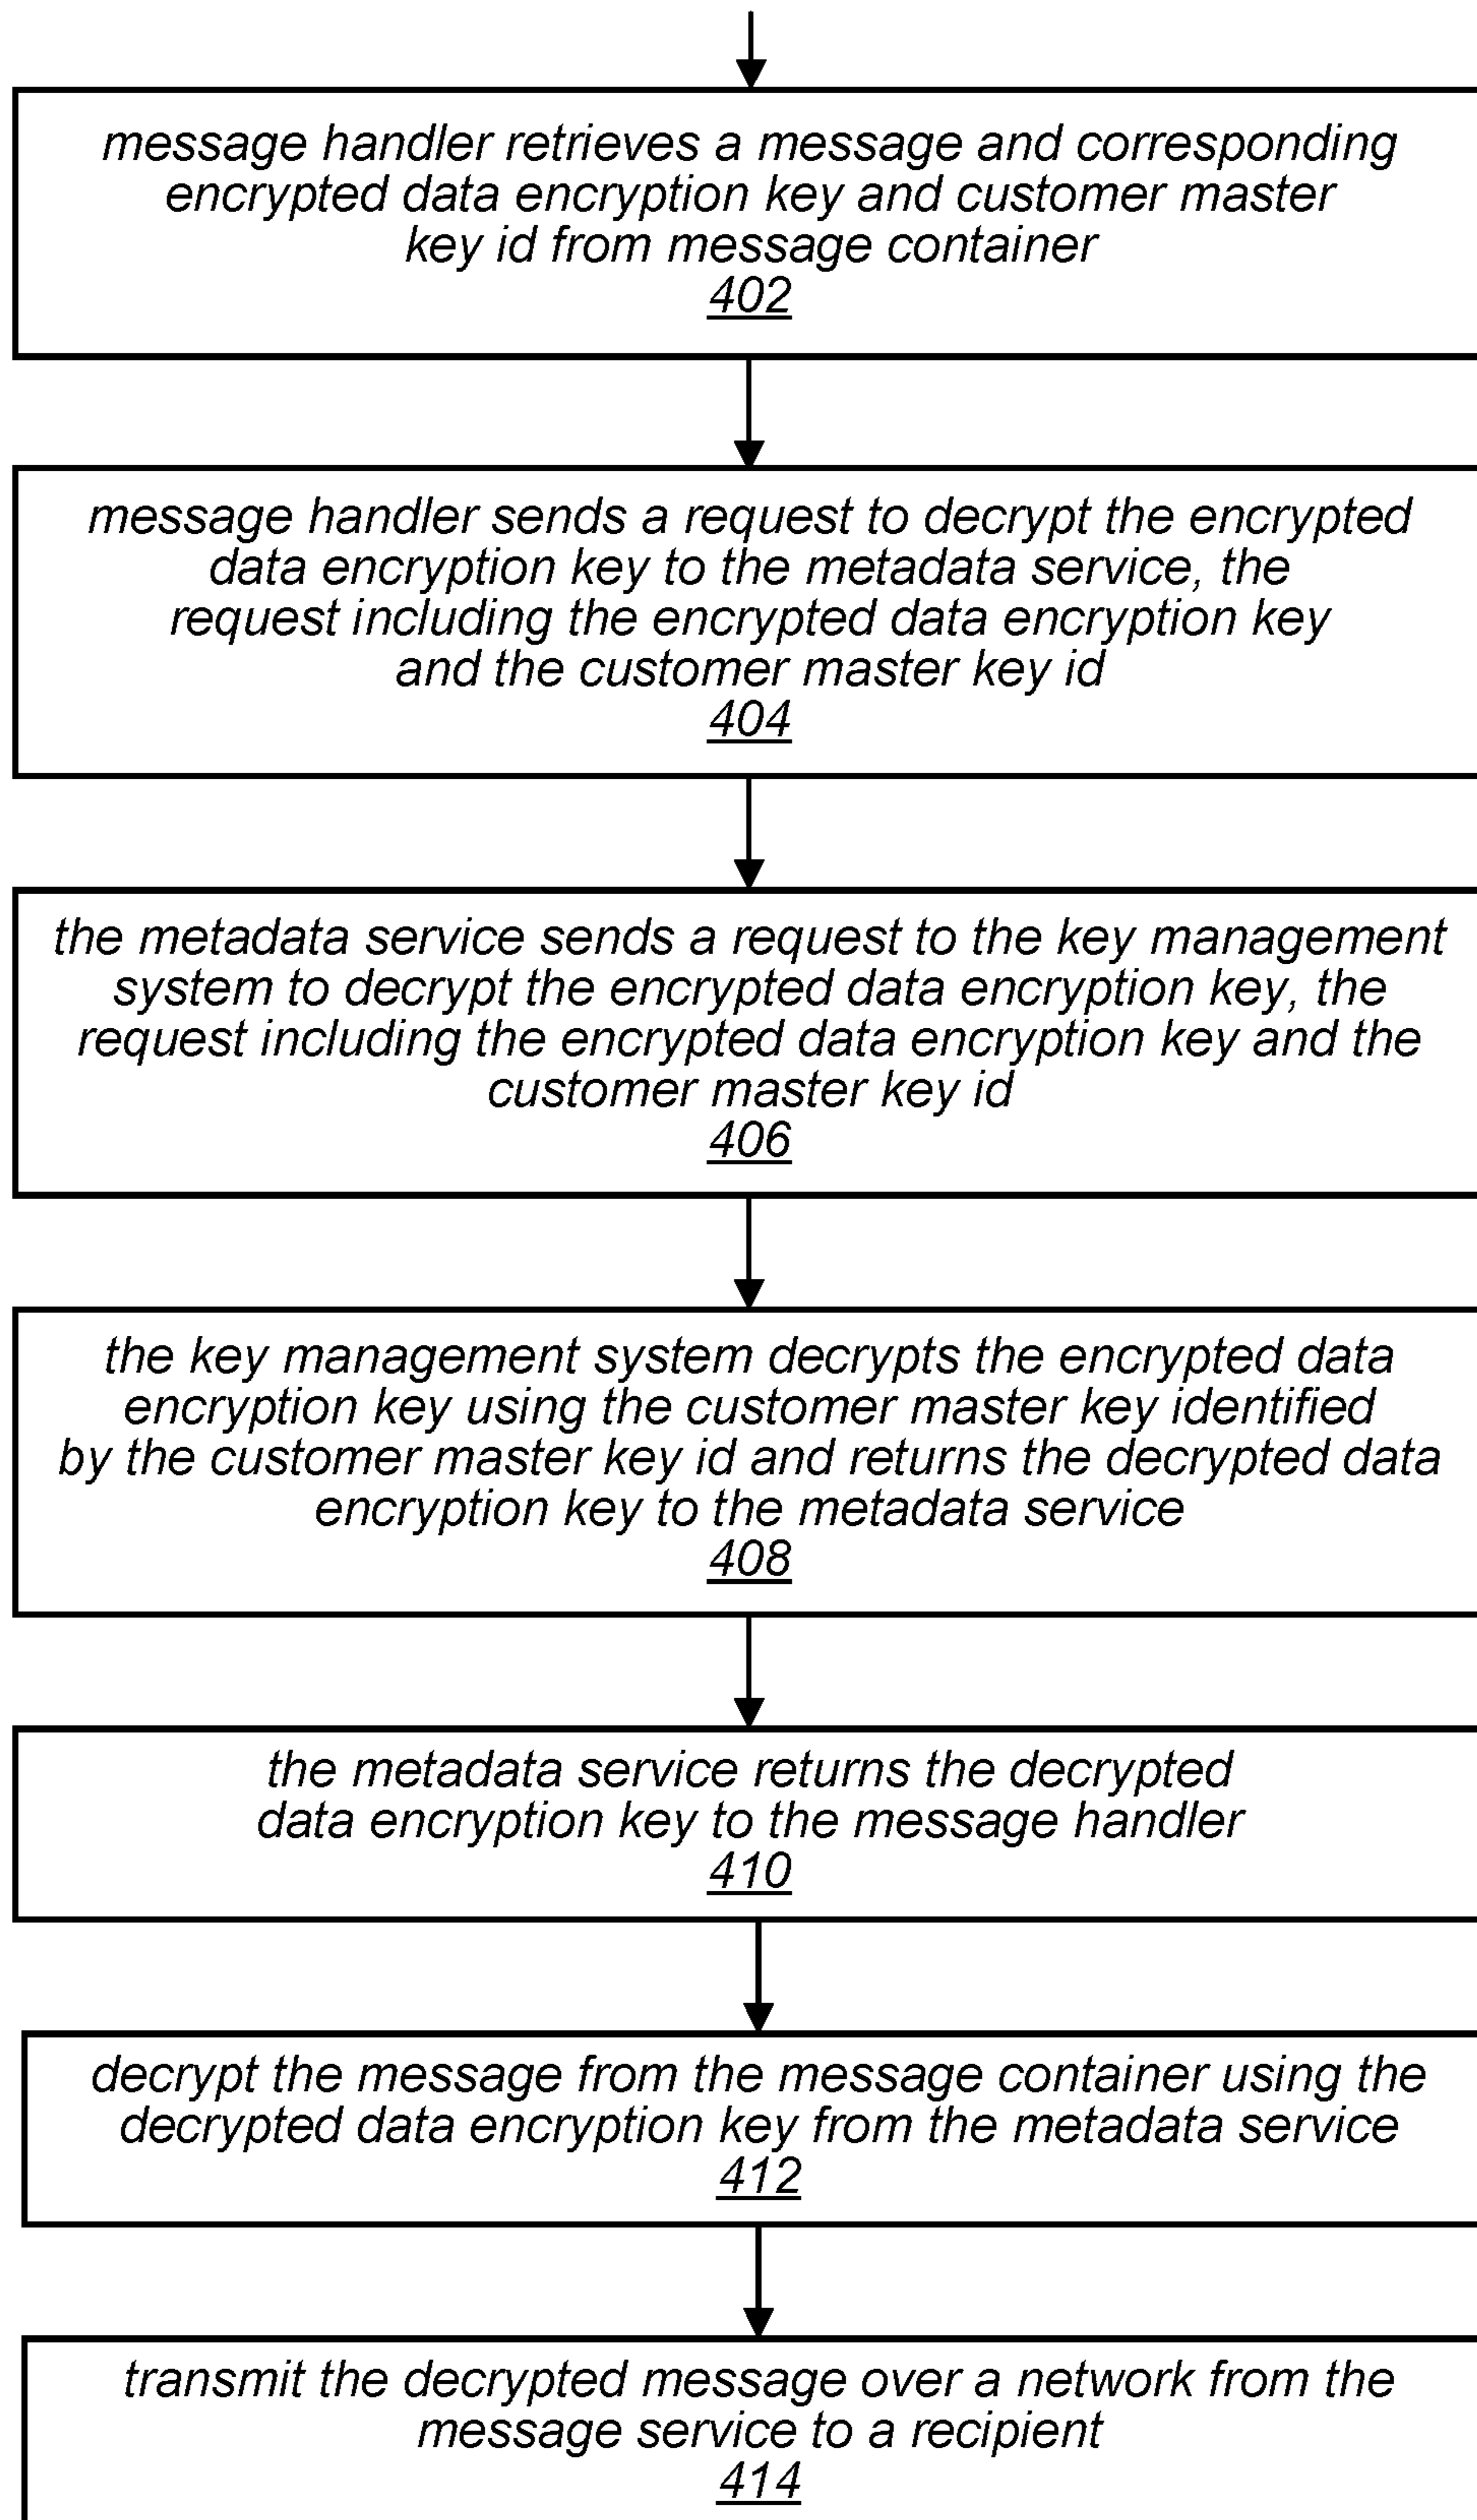 message handler retrieves a message and corresponding
encrypted data encryption key and customer master
key id from message container
402
message handler sends a request to decrypt the encrypted
data encryption key to the metadata service, the
request including the encrypted data encryption key
and the customer master key id
404
the metadata service sends a request to the key management
system to decrypt the encrypted data encryption key, the
request including the encrypted data encryption key and the
customer master key id
406
the key management system decrypts the encrypted data
encryption key using the customer master key identified
by the customer master key id and returns the decrypted data
encryption key to the metadata service
408
the metadata service returns the decrypted
data encryption key to the message handler
410
decrypt the message from the message container using the
decrypted data encryption key from the metadata service
412
transmit the decrypted message over a network from the
message service to a recipient
414